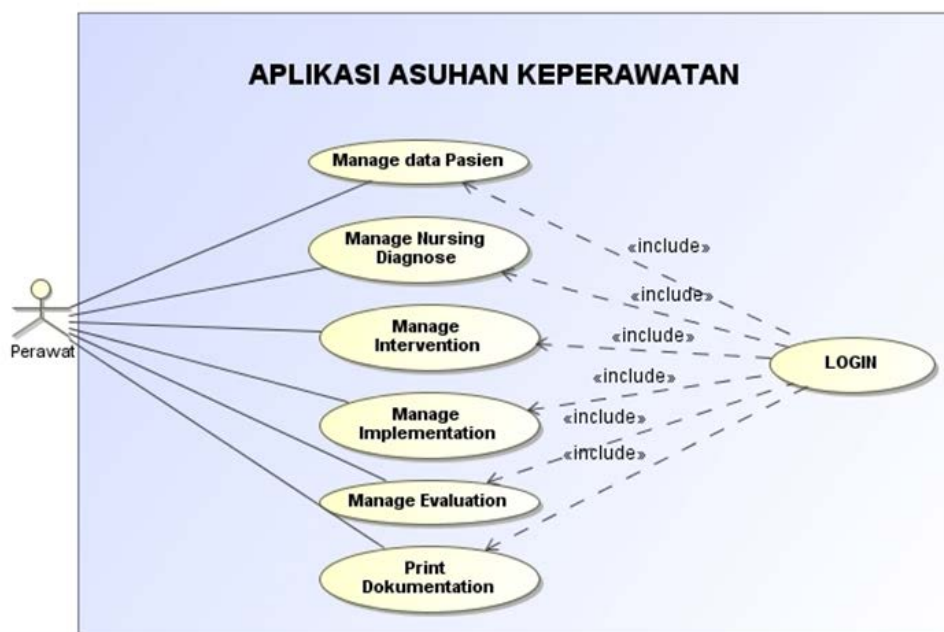 APLIKASI ASUHAN KEPERAWATAN
Manage data Pasien
Manage Nursing
Diagnose
Manage
Intervention
Manage
Implementation
Manage Evaluation
Print
Dokumentation
Perawat
«include»
«include»
«include»
«include»
«include»
«include»
LOGIN